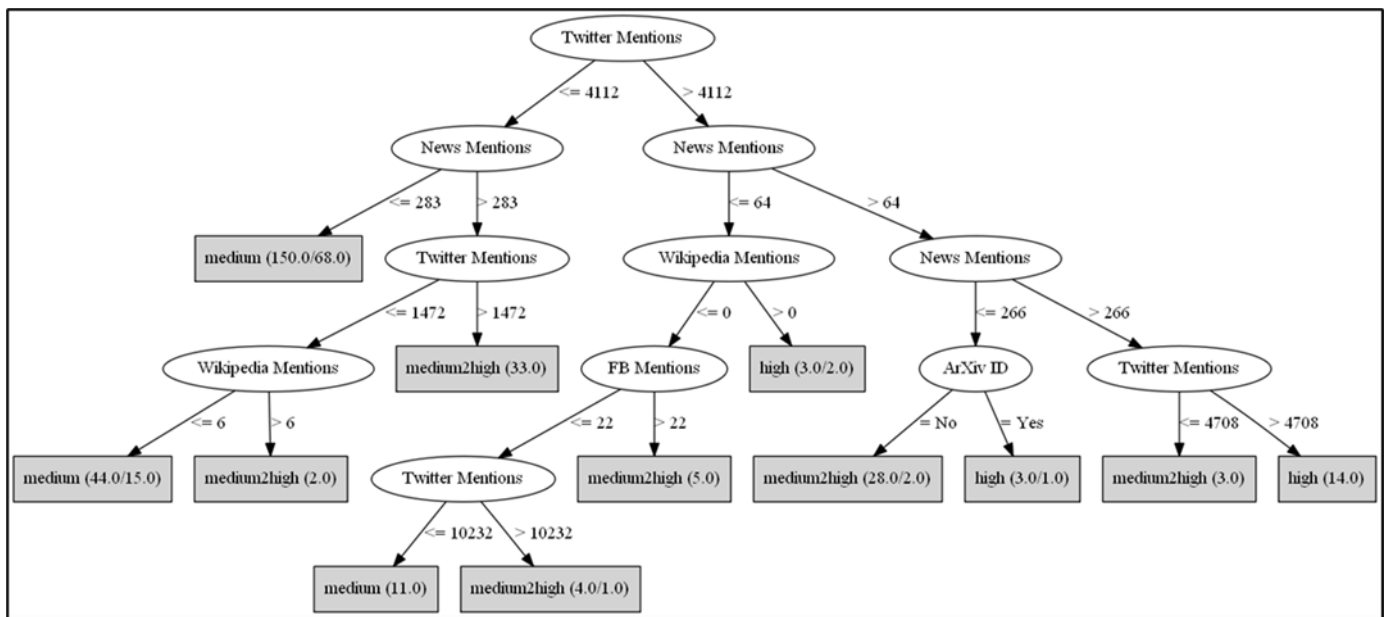 Twitter Mentions
<= 4112
> 4112
News Mentions
News Mentions
<= 283
> 283
<= 64
> 64
medium (150.0/68.0)
Twitter Mentions
Wikipedia Mentions
News Mentions
<= 1472
> 1472
<= 0
> 0
<= 266
> 266
Wikipedia Mentions
medium2high (33.0)
FB Mentions
high (3.0/2.0)
ArXiv ID
Twitter Mentions
<= 6
> 6
<= 22
> 22
= No
= Yes
<= 4708
> 4708
medium (44.0/15.0)
medium2high (2.0)
Twitter Mentions
medium2high (5.0)
medium2high (28.0/2.0)
high (3.0/1.0)
medium2high (3.0)
high (14.0)
<= 10232
> 10232
medium (11.0)
medium2high (4.0/1.0)